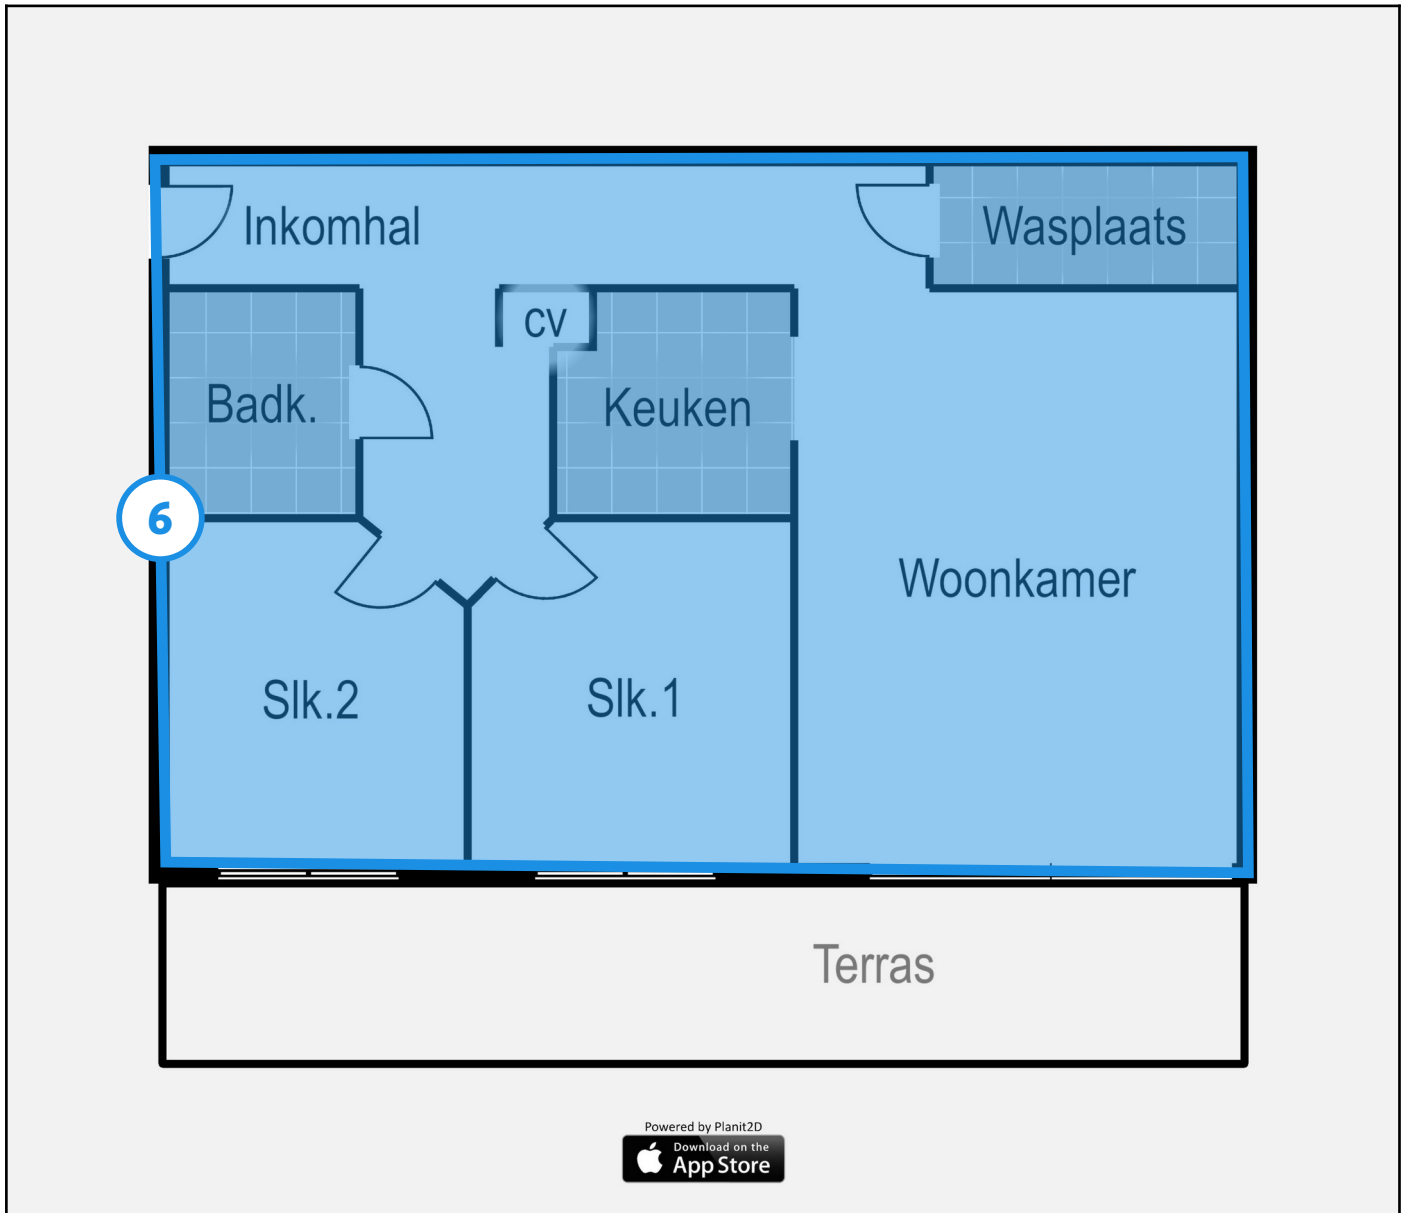 Inkomhal
Wasplaats
cv
Badk.
Keuken
6
Woonkamer
Slk.2
Slk.1
Terras
Powered by Planit2D
Download on the
App Store